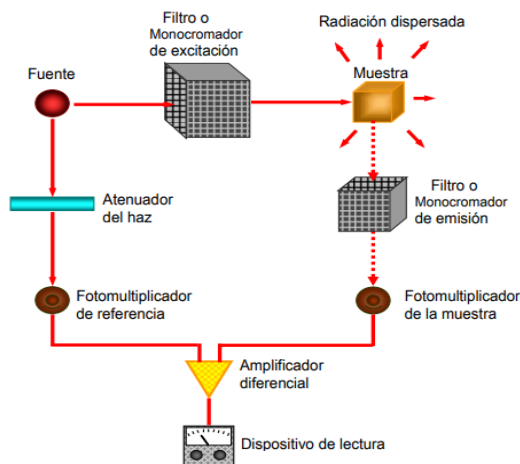 Filtro o
Monocromador
de excitación
Radiación dispersada
Fuente
Muestra
Atenuador
del haz
Filtro o
Monocromador
de emisión
Fotomultiplicador
de referencia
Fotomultiplicador
de la muestra
Amplificador
diferencial
Dispositivo de lectura